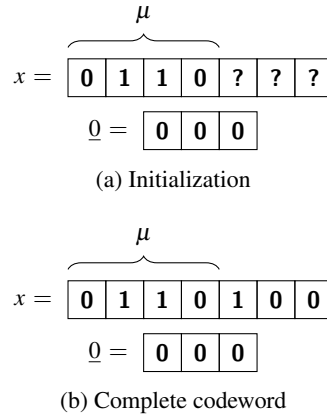 μ
x = 0 1 1 0 ? ? ?
0 = 0 0 0
(a) Initialization
μ
x = 0 1 1 0 1 0 0
0 = 0 0 0
(b) Complete codeword